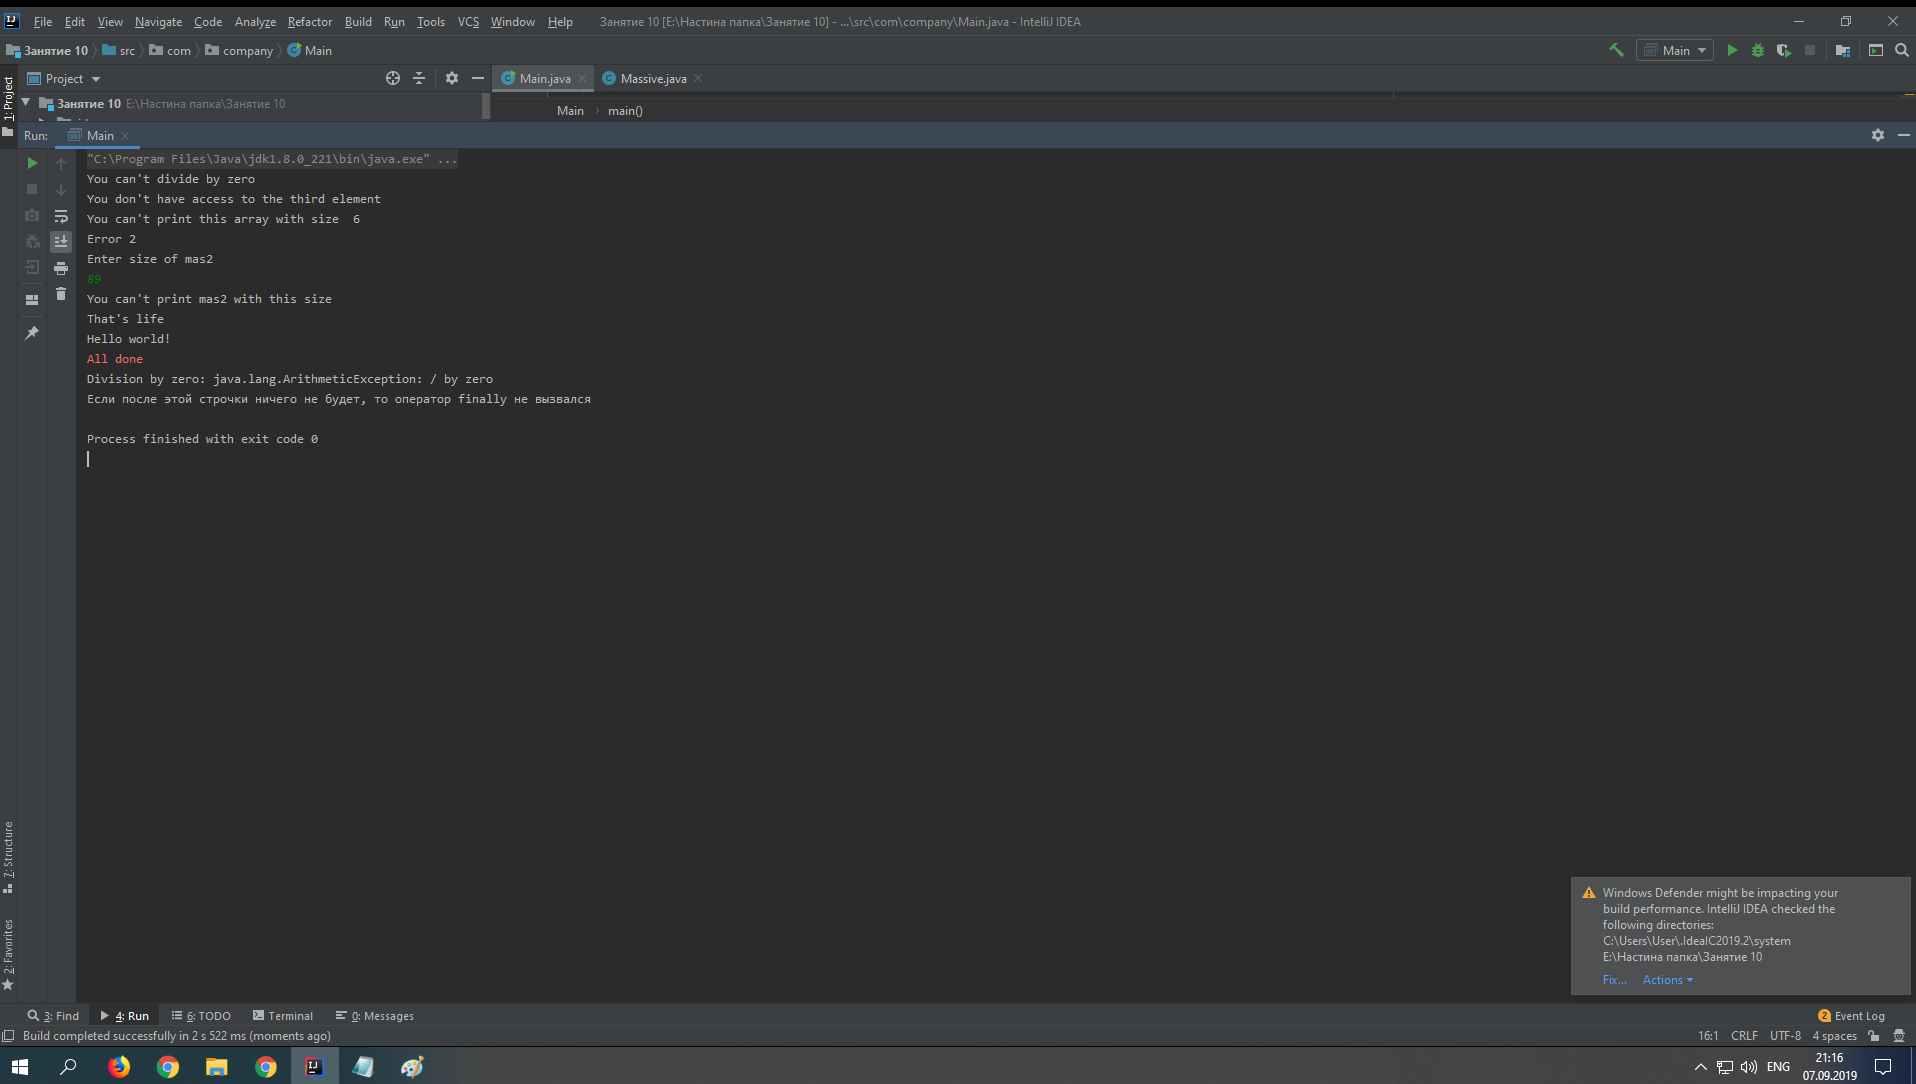 File Edit View Navigate Code Analyze Refactor Build Run Tools VCS Window Help Занятие 10 [E:\Настина папка\Занятие 10] - ...\src\com\company\Main.java - IntelliJ IDEA
Занятие 10 src com company Main Main
Project Main.java Massive.java
1: Project
Занятие 10 E:\Настина папка\Занятие 10
Main main()
Run: Main
"C:\Program Files\Java\jdk1.8.0_221\bin\java.exe" ...
You can't divide by zero
You don't have access to the third element
You can't print this array with size  6
Error 2
Enter size of mas2
89
You can't print mas2 with this size
That's life
Hello world!
All done
Division by zero: java.lang.ArithmeticException: / by zero
Если после этой строчки ничего не будет, то оператор finally не вызвался
Process finished with exit code 0
7: Structure
2: Favorites
Windows Defender might be impacting your
build performance. IntelliJ IDEA checked the
following directories:
C:\Users\User\.IdeaIC2019.2\system
E:\Настина папка\Занятие 10
Fix... Actions
3: Find 4: Run 6: TODO Terminal 0: Messages 2 Event Log
Build completed successfully in 2 s 522 ms (moments ago) 16:1 CRLF UTF-8 4 spaces
ENG 21:16
07.09.2019